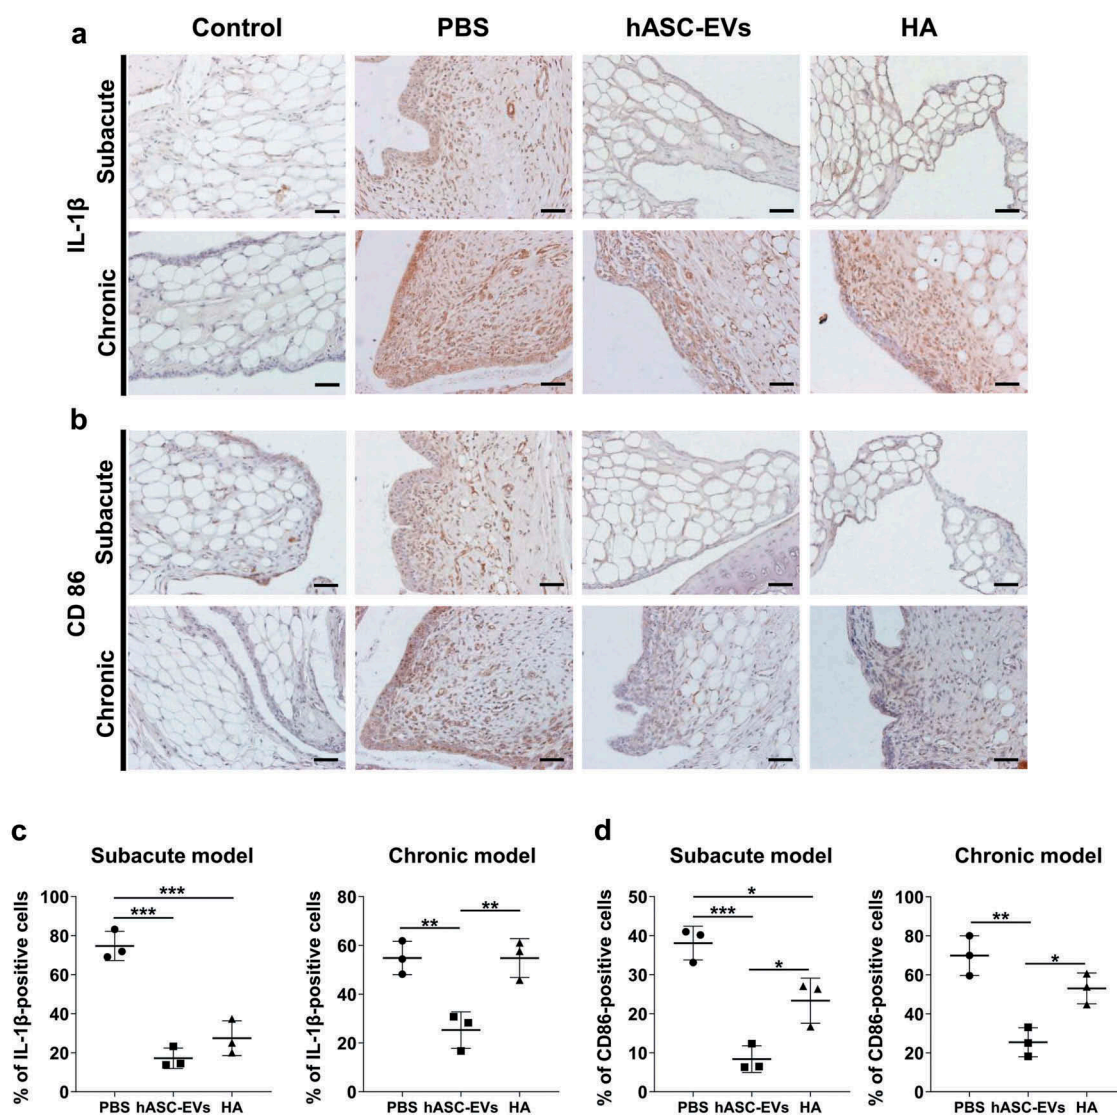 a
Control PBS hASC-EVs HA
IL-1β
Subacute
Chronic
b
CD 86
Subacute
Chronic
c
Subacute model
% of IL-1β-positive cells
100
80
60
40
20
0
***
***
PBS hASC-EVs HA
Chronic model
% of IL-1β-positive cells
80
60
40
20
0
**
**
PBS hASC-EVs HA
d
Subacute model
% of CD86-positive cells
50
40
30
20
10
0
*
***
*
PBS hASC-EVs HA
Chronic model
% of CD86-positive cells
100
80
60
40
20
0
**
*
PBS hASC-EVs HA